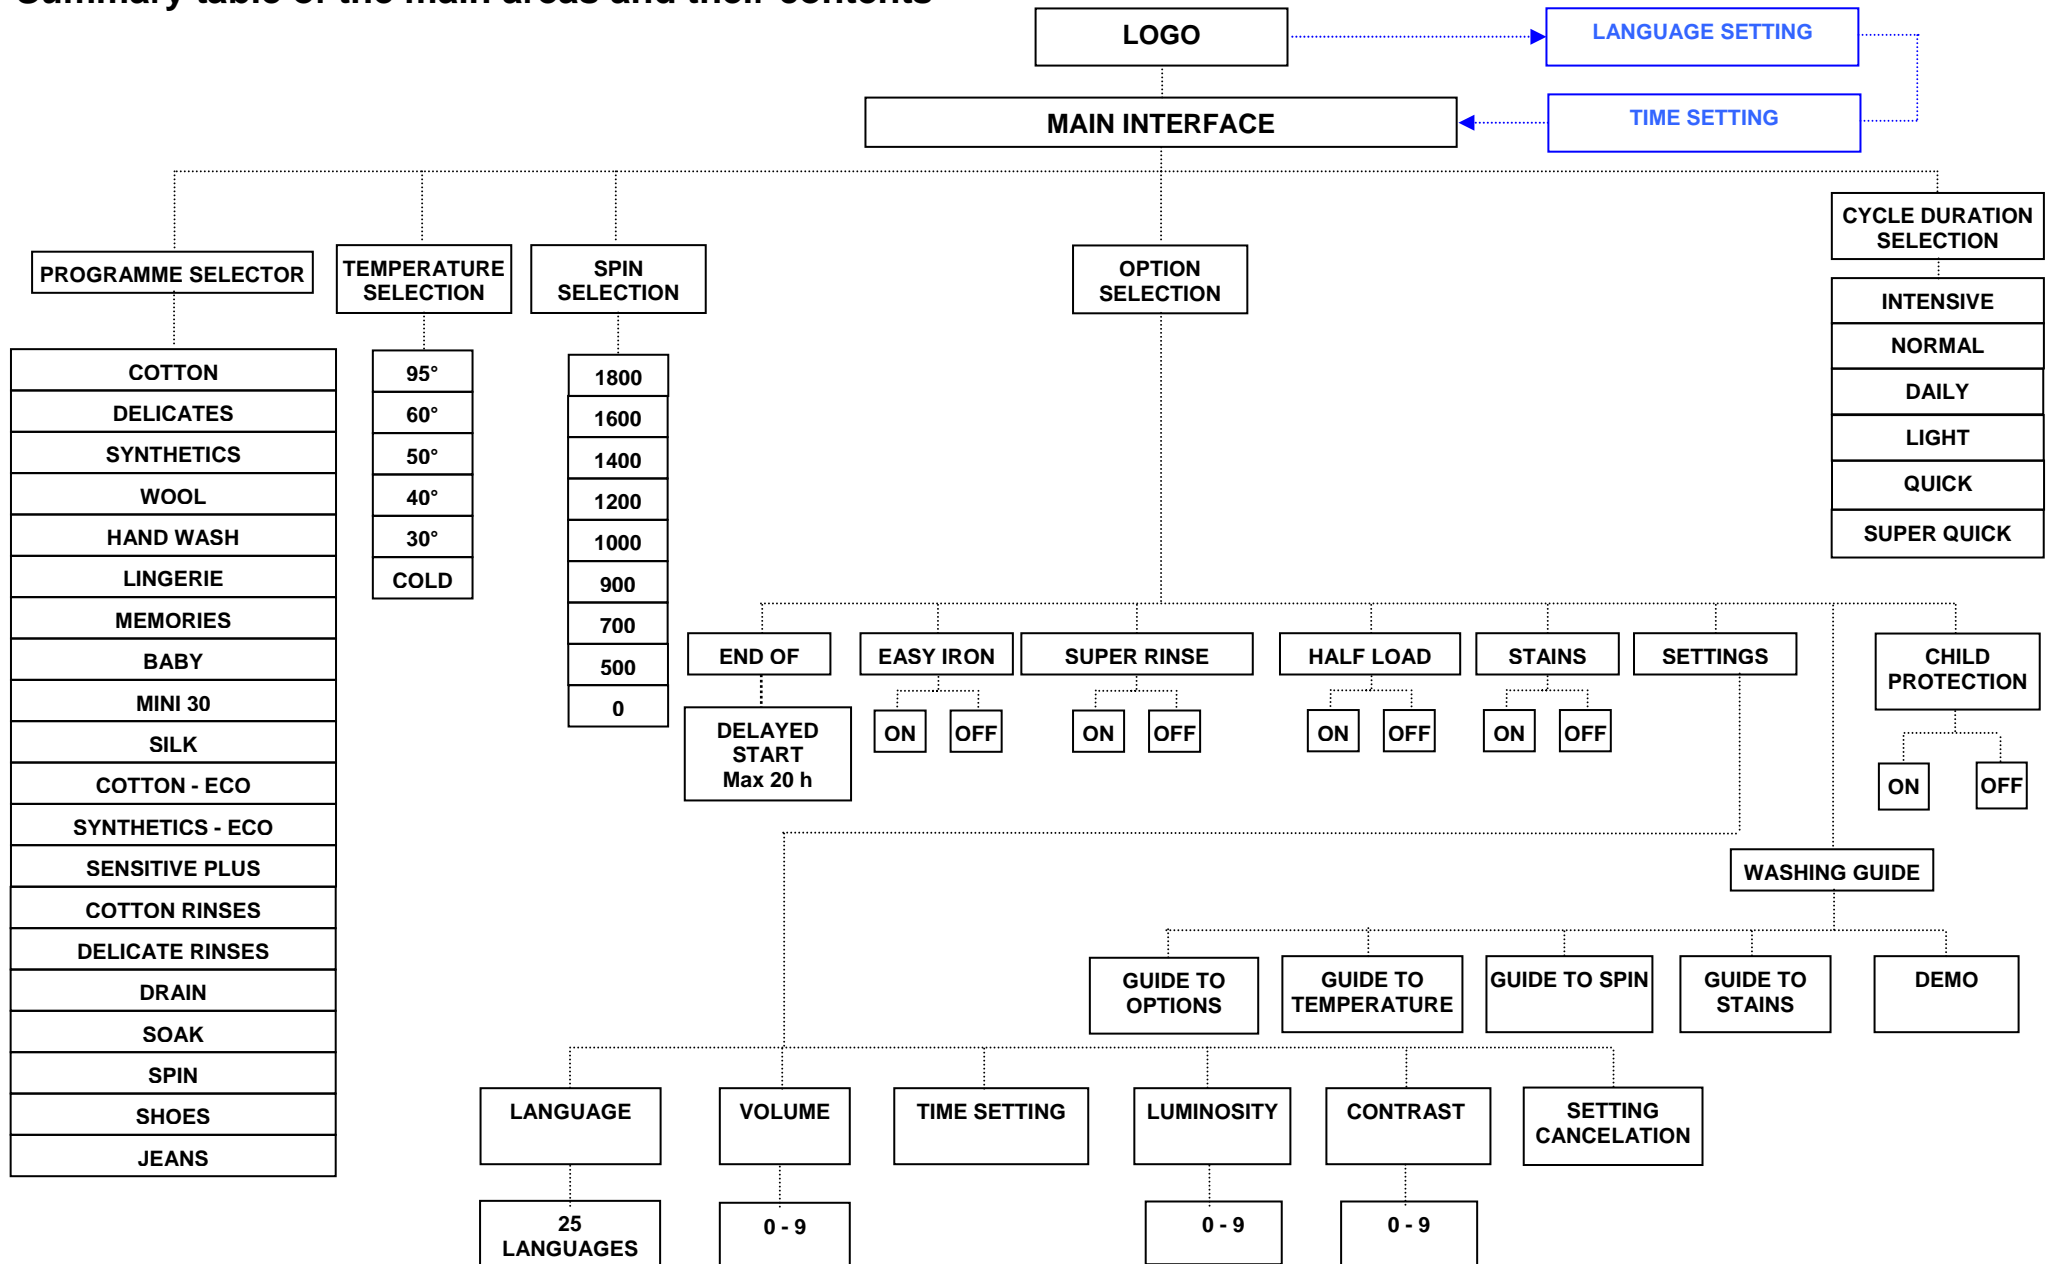 Summary table of the main areas and their contents
LOGO
LANGUAGE SETTING
MAIN INTERFACE
TIME SETTING
PROGRAMME SELECTOR
COTTON
DELICATES
SYNTHETICS
WOOL
HAND WASH
LINGERIE
MEMORIES
BABY
MINI 30
SILK
COTTON - ECO
SYNTHETICS - ECO
SENSITIVE PLUS
COTTON RINSES
DELICATE RINSES
DRAIN
SOAK
SPIN
SHOES
JEANS
TEMPERATURE
SELECTION
95°
60°
50°
40°
30°
COLD
SPIN
SELECTION
1800
1600
1400
1200
1000
900
700
500
0
OPTION
SELECTION
CYCLE DURATION
SELECTION
INTENSIVE
NORMAL
DAILY
LIGHT
QUICK
SUPER QUICK
END OF
DELAYED
START
Max 20 h
EASY IRON
ON
OFF
SUPER RINSE
ON
OFF
HALF LOAD
ON
OFF
STAINS
ON
OFF
SETTINGS
CHILD
PROTECTION
ON
OFF
WASHING GUIDE
GUIDE TO
OPTIONS
GUIDE TO
TEMPERATURE
GUIDE TO SPIN
GUIDE TO
STAINS
DEMO
LANGUAGE
25
LANGUAGES
VOLUME
0 - 9
TIME SETTING
LUMINOSITY
0 - 9
CONTRAST
0 - 9
SETTING
CANCELATION